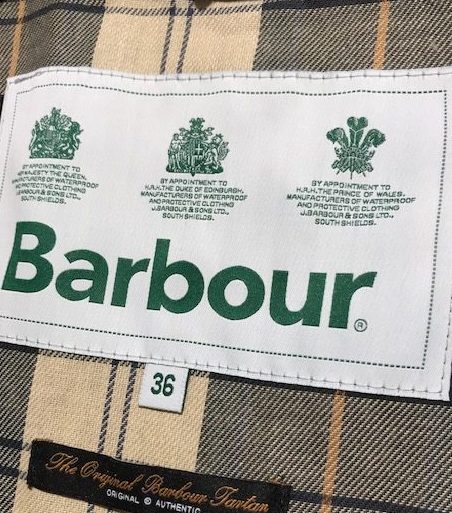 BY APPOINTMENT TO
HER MAJESTY THE QUEEN,
MANUFACTURERS OF WATERPROOF
AND PROTECTIVE CLOTHING
J.BARBOUR & SONS LTD.,
SOUTH SHIELDS.
BY APPOINTMENT TO
H.R.H. THE DUKE OF EDINBURGH,
MANUFACTURERS OF WATERPROOF
AND PROTECTIVE CLOTHING
J.BARBOUR & SONS LTD.,
SOUTH SHIELDS.
BY APPOINTMENT TO
H.R.H. THE PRINCE OF WALES,
MANUFACTURERS OF WATERPROOF
AND PROTECTIVE CLOTHING
J.BARBOUR & SONS LTD.,
SOUTH SHIELDS.
Barbour®
36
The Original Barbour Tartan
ORIGINAL & AUTHENTIC